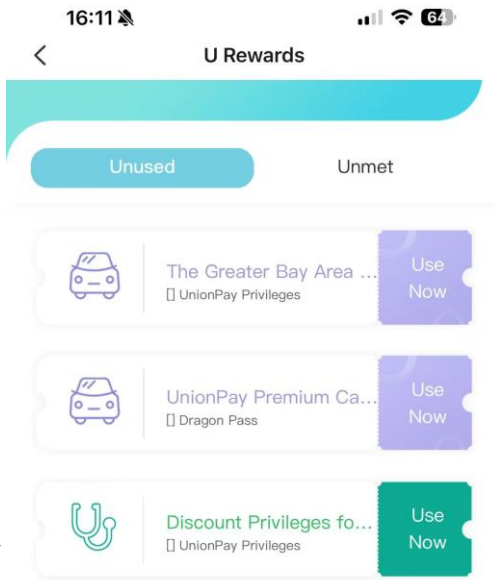 16:11
64
U Rewards
Unused
Unmet
The Greater Bay Area ...
[] UnionPay Privileges
Use
Now
UnionPay Premium Ca...
[] Dragon Pass
Use
Now
Discount Privileges fo...
[] UnionPay Privileges
Use
Now